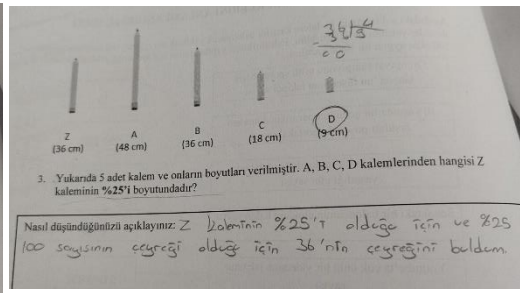 36 4
36 9
00
Z A B C D
(36 cm) (48 cm) (36 cm) (18 cm) (9 cm)
3. Yukarıda 5 adet kalem ve onların boyutları verilmiştir. A, B, C, D kalemlerinden hangisi Z
kaleminin %25'i boyutundadır?
Nasıl düşündüğünüzü açıklayınız: Z kaleminin %25'i olduğu için ve %25
100 sayısının çeyreği olduğu için 36'nın çeyreğini buldum.